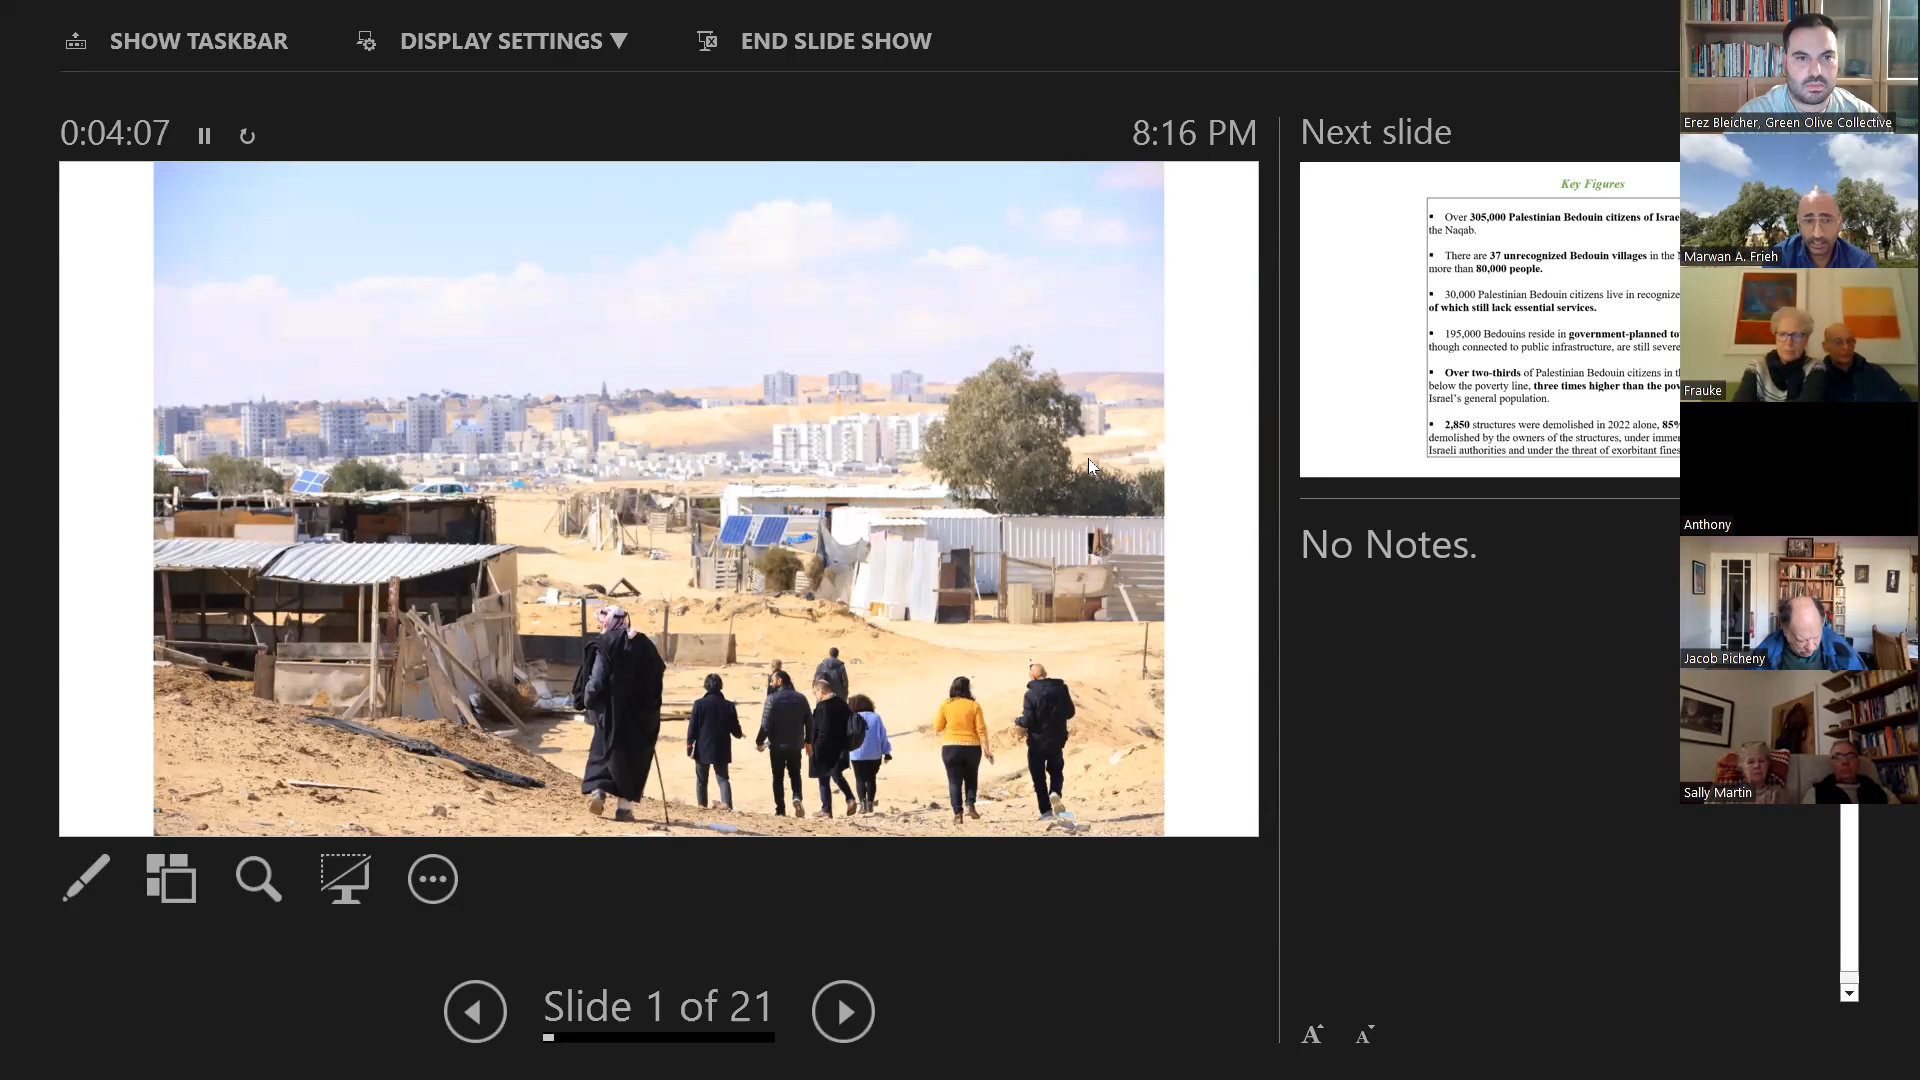 SHOW TASKBAR
DISPLAY SETTINGS ▼
END SLIDE SHOW
0:04:07
8:16 PM
Next slide
Key Figures
▪ Over 305,000 Palestinian Bedouin citizens of Israe
the Naqab.
▪ There are 37 unrecognized Bedouin villages in the
more than 80,000 people.
▪ 30,000 Palestinian Bedouin citizens live in recognize
of which still lack essential services.
▪ 195,000 Bedouins reside in government-planned to
though connected to public infrastructure, are still severe
▪ Over two-thirds of Palestinian Bedouin citizens in th
below the poverty line, three times higher than the pov
Israel's general population.
▪ 2,850 structures were demolished in 2022 alone, 85%
demolished by the owners of the structures, under imme
Israeli authorities and under the threat of exorbitant fines
No Notes.
Slide 1 of 21
A A
Erez Bleicher, Green Olive Collective
Marwan A. Frieh
Frauke
Anthony
Jacob Picheny
Sally Martin